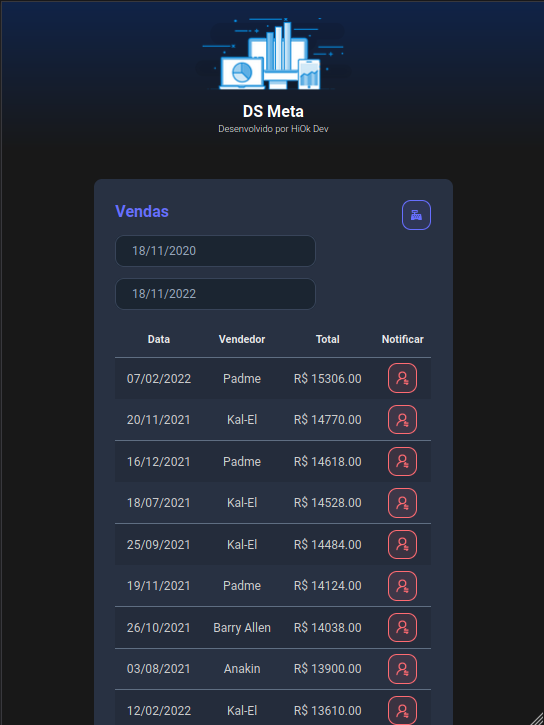 DS Meta
Desenvolvido por HiOk Dev
Vendas
18/11/2020
18/11/2022
Data Vendedor Total Notificar
07/02/2022 Padme R$ 15306.00
20/11/2021 Kal-El R$ 14770.00
16/12/2021 Padme R$ 14618.00
18/07/2021 Kal-El R$ 14528.00
25/09/2021 Kal-El R$ 14484.00
19/11/2021 Padme R$ 14124.00
26/10/2021 Barry Allen R$ 14038.00
03/08/2021 Anakin R$ 13900.00
12/02/2022 Kal-El R$ 13610.00